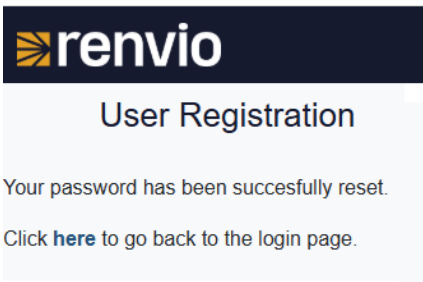 renvio
User Registration
Your password has been succesfully reset.
Click here to go back to the login page.